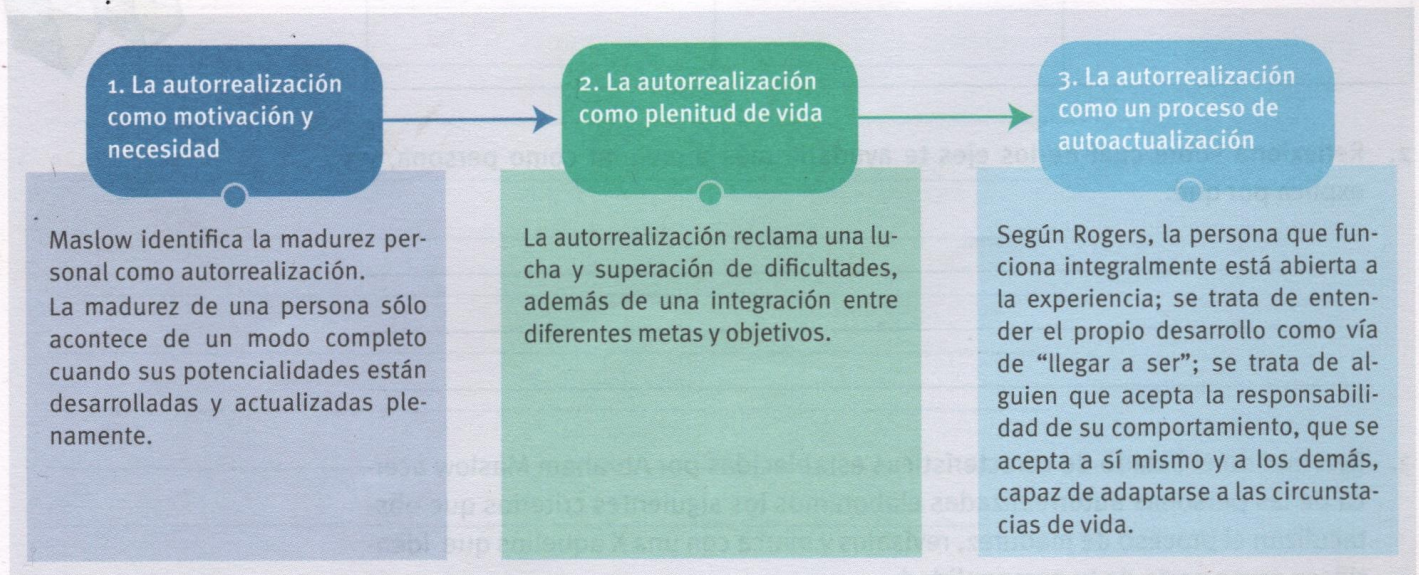 1. La autorrealización
como motivación y
necesidad
Maslow identifica la madurez per-
sonal como autorrealización.
La madurez de una persona sólo
acontece de un modo completo
cuando sus potencialidades están
desarrolladas y actualizadas ple-
namente.
2. La autorrealización
como plenitud de vida
La autorrealización reclama una lu-
cha y superación de dificultades,
además de una integración entre
diferentes metas y objetivos.
3. La autorrealización
como un proceso de
autoactualización
Según Rogers, la persona que fun-
ciona integralmente está abierta a
la experiencia; se trata de enten-
der el propio desarrollo como vía
de “llegar a ser”; se trata de al-
guien que acepta la responsabili-
dad de su comportamiento, que se
acepta a sí mismo y a los demás,
capaz de adaptarse a las circunsta-
cias de vida.